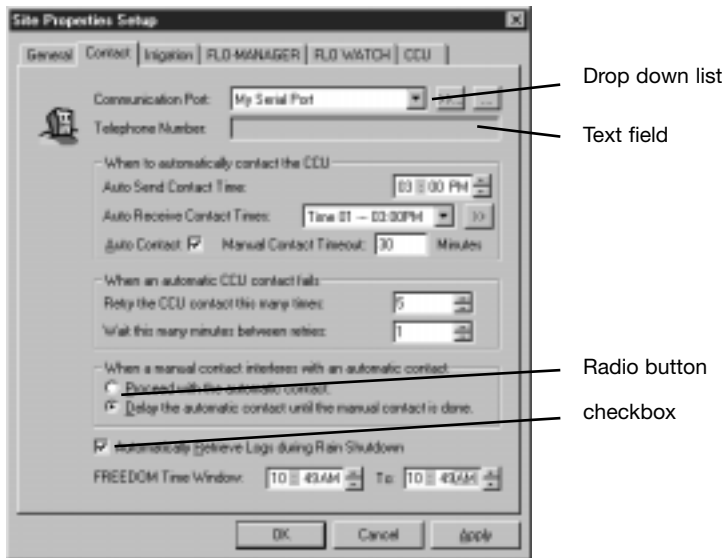 Site Properties Setup
General Contact Irrigation FLO-MANAGER FLO WATCH CCU
Communication Port: My Serial Port >>... ...
Drop down list
Telephone Number:
Text field
When to automatically contact the CCU
Auto Send Contact Time: 03 : 00 PM
Auto Receive Contact Times: Time 01 -- 03:00PM >>
Auto Contact Manual Contact Timeout: 30 Minutes
When an automatic CCU contact fails
Retry the CCU contact this many times: 5
Wait this many minutes between retries: 1
When a manual contact interferes with an automatic contact
Radio button
Proceed with the automatic contact.
Delay the automatic contact until the manual contact is done.
checkbox
Automatically Retrieve Logs during Rain Shutdown
FREEDOM Time Window: 10 : 49 AM To: 10 : 49 AM
OK Cancel Apply